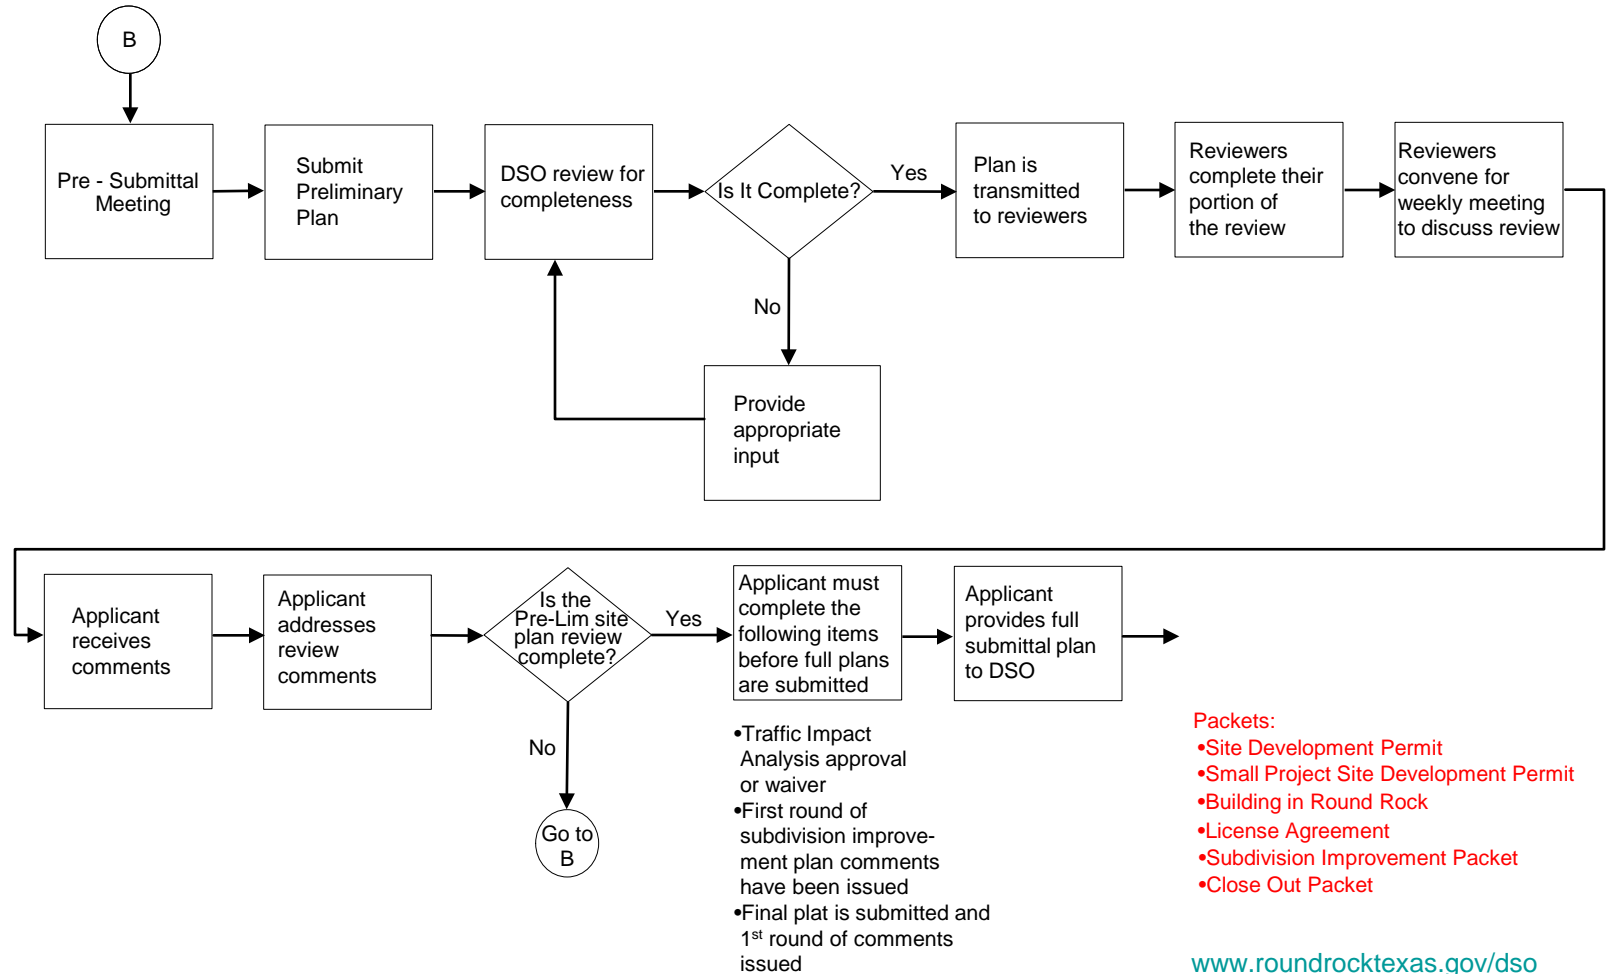 B
Pre - Submittal
Meeting
Submit
Preliminary
Plan
DSO review for
completeness
Is It Complete?
Yes
No
Provide
appropriate
input
Plan is
transmitted
to reviewers
Reviewers
complete their
portion of
the review
Reviewers
convene for
weekly meeting
to discuss review
Applicant
receives
comments
Applicant
addresses
review
comments
Is the
Pre-Lim site
plan review
complete?
Yes
No
Go to
B
Applicant must
complete the
following items
before full plans
are submitted
•Traffic Impact
Analysis approval
or waiver
•First round of
subdivision improve-
ment plan comments
have been issued
•Final plat is submitted and
1st round of comments
issued
Applicant
provides full
submittal plan
to DSO
Packets:
•Site Development Permit
•Small Project Site Development Permit
•Building in Round Rock
•License Agreement
•Subdivision Improvement Packet
•Close Out Packet
www.roundrocktexas.gov/dso